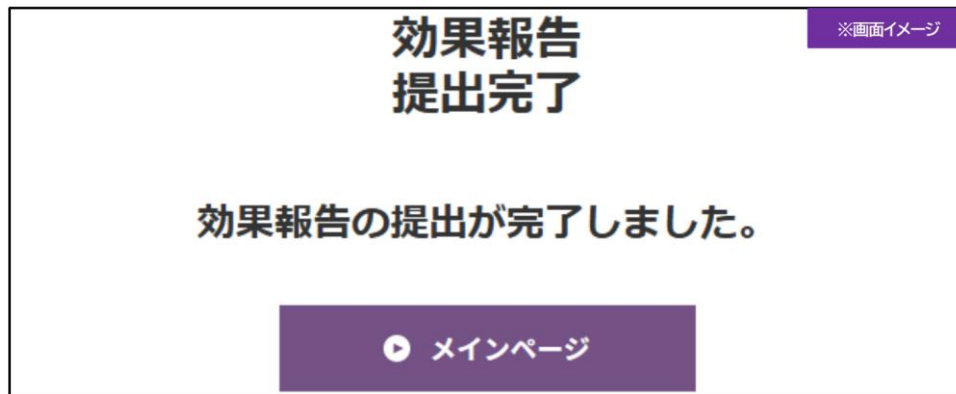 ※画面イメージ
効果報告
提出完了
効果報告の提出が完了しました。
メインページ